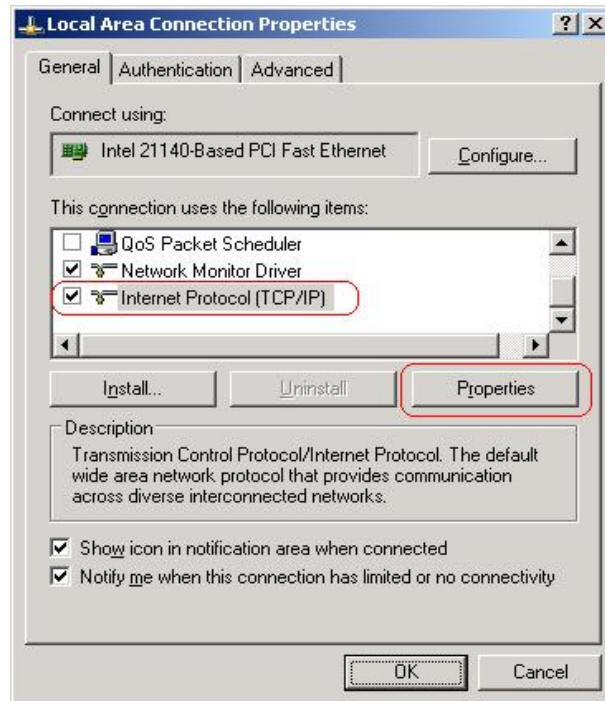 Local Area Connection Properties
General Authentication Advanced
Connect using:
Intel 21140-Based PCI Fast Ethernet
Configure...
This connection uses the following items:
QoS Packet Scheduler
Network Monitor Driver
Internet Protocol (TCP/IP)
Install... Uninstall Properties
Description
Transmission Control Protocol/Internet Protocol. The default
wide area network protocol that provides communication
across diverse interconnected networks.
Show icon in notification area when connected
Notify me when this connection has limited or no connectivity
OK Cancel